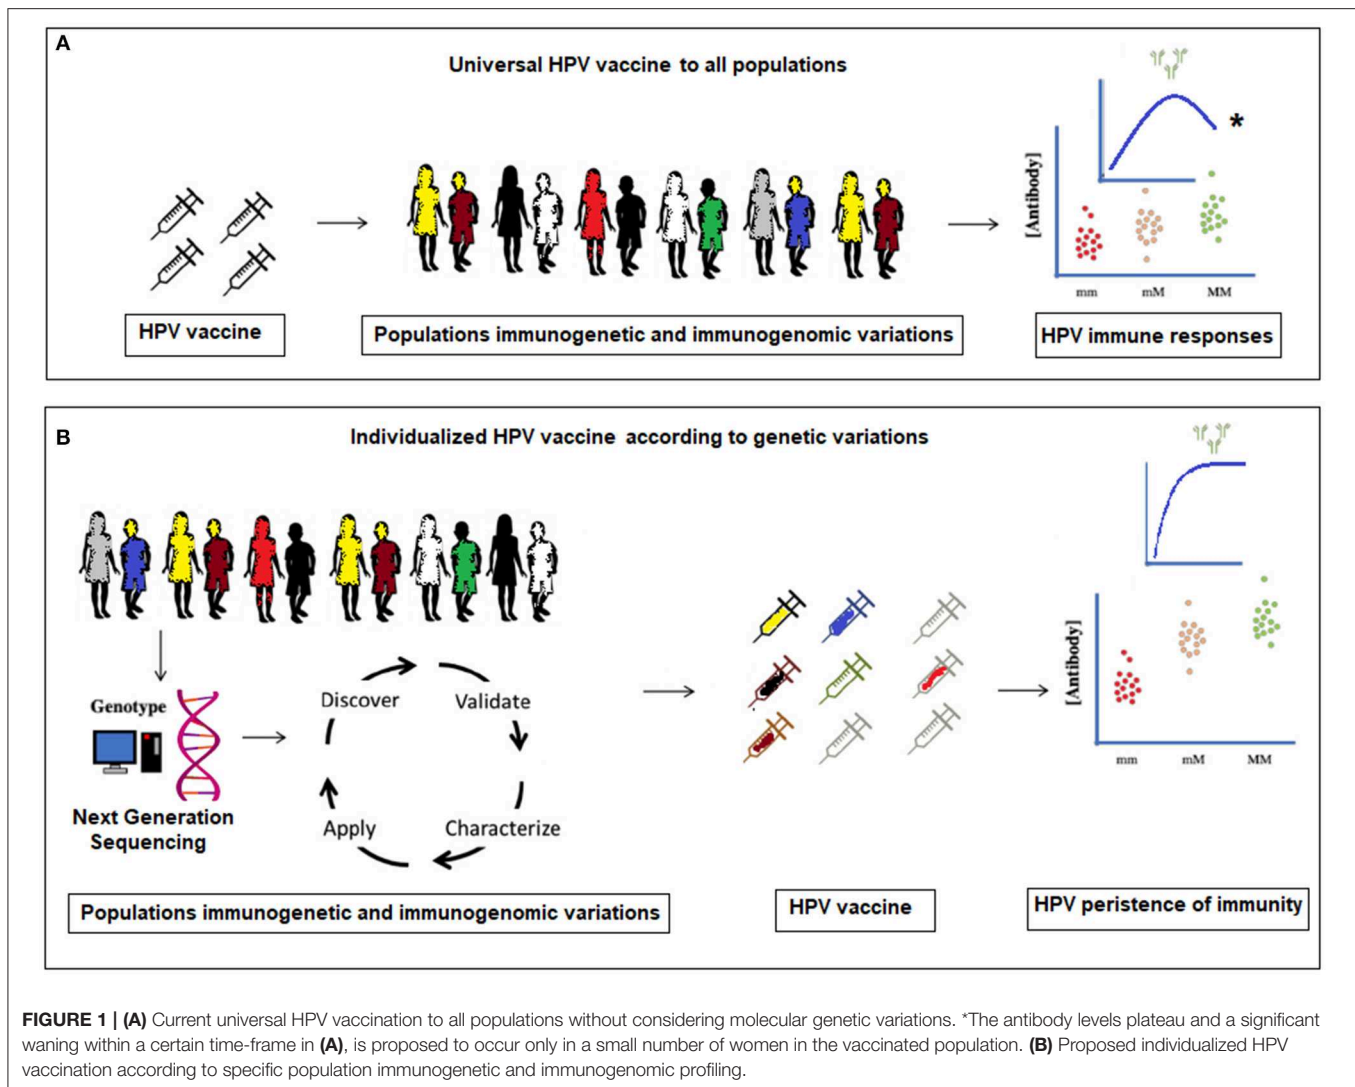 A
Universal HPV vaccine to all populations
*
[Antibody]
mm mM MM
HPV vaccine
Populations immunogenetic and immunogenomic variations
HPV immune responses
B
Individualized HPV vaccine according to genetic variations
Genotype
Next Generation
Sequencing
Discover
Validate
Apply
Characterize
[Antibody]
mm mM MM
Populations immunogenetic and immunogenomic variations
HPV vaccine
HPV peristence of immunity
FIGURE 1 | (A) Current universal HPV vaccination to all populations without considering molecular genetic variations. *The antibody levels plateau and a significant
waning within a certain time-frame in (A), is proposed to occur only in a small number of women in the vaccinated population. (B) Proposed individualized HPV
vaccination according to specific population immunogenetic and immunogenomic profiling.